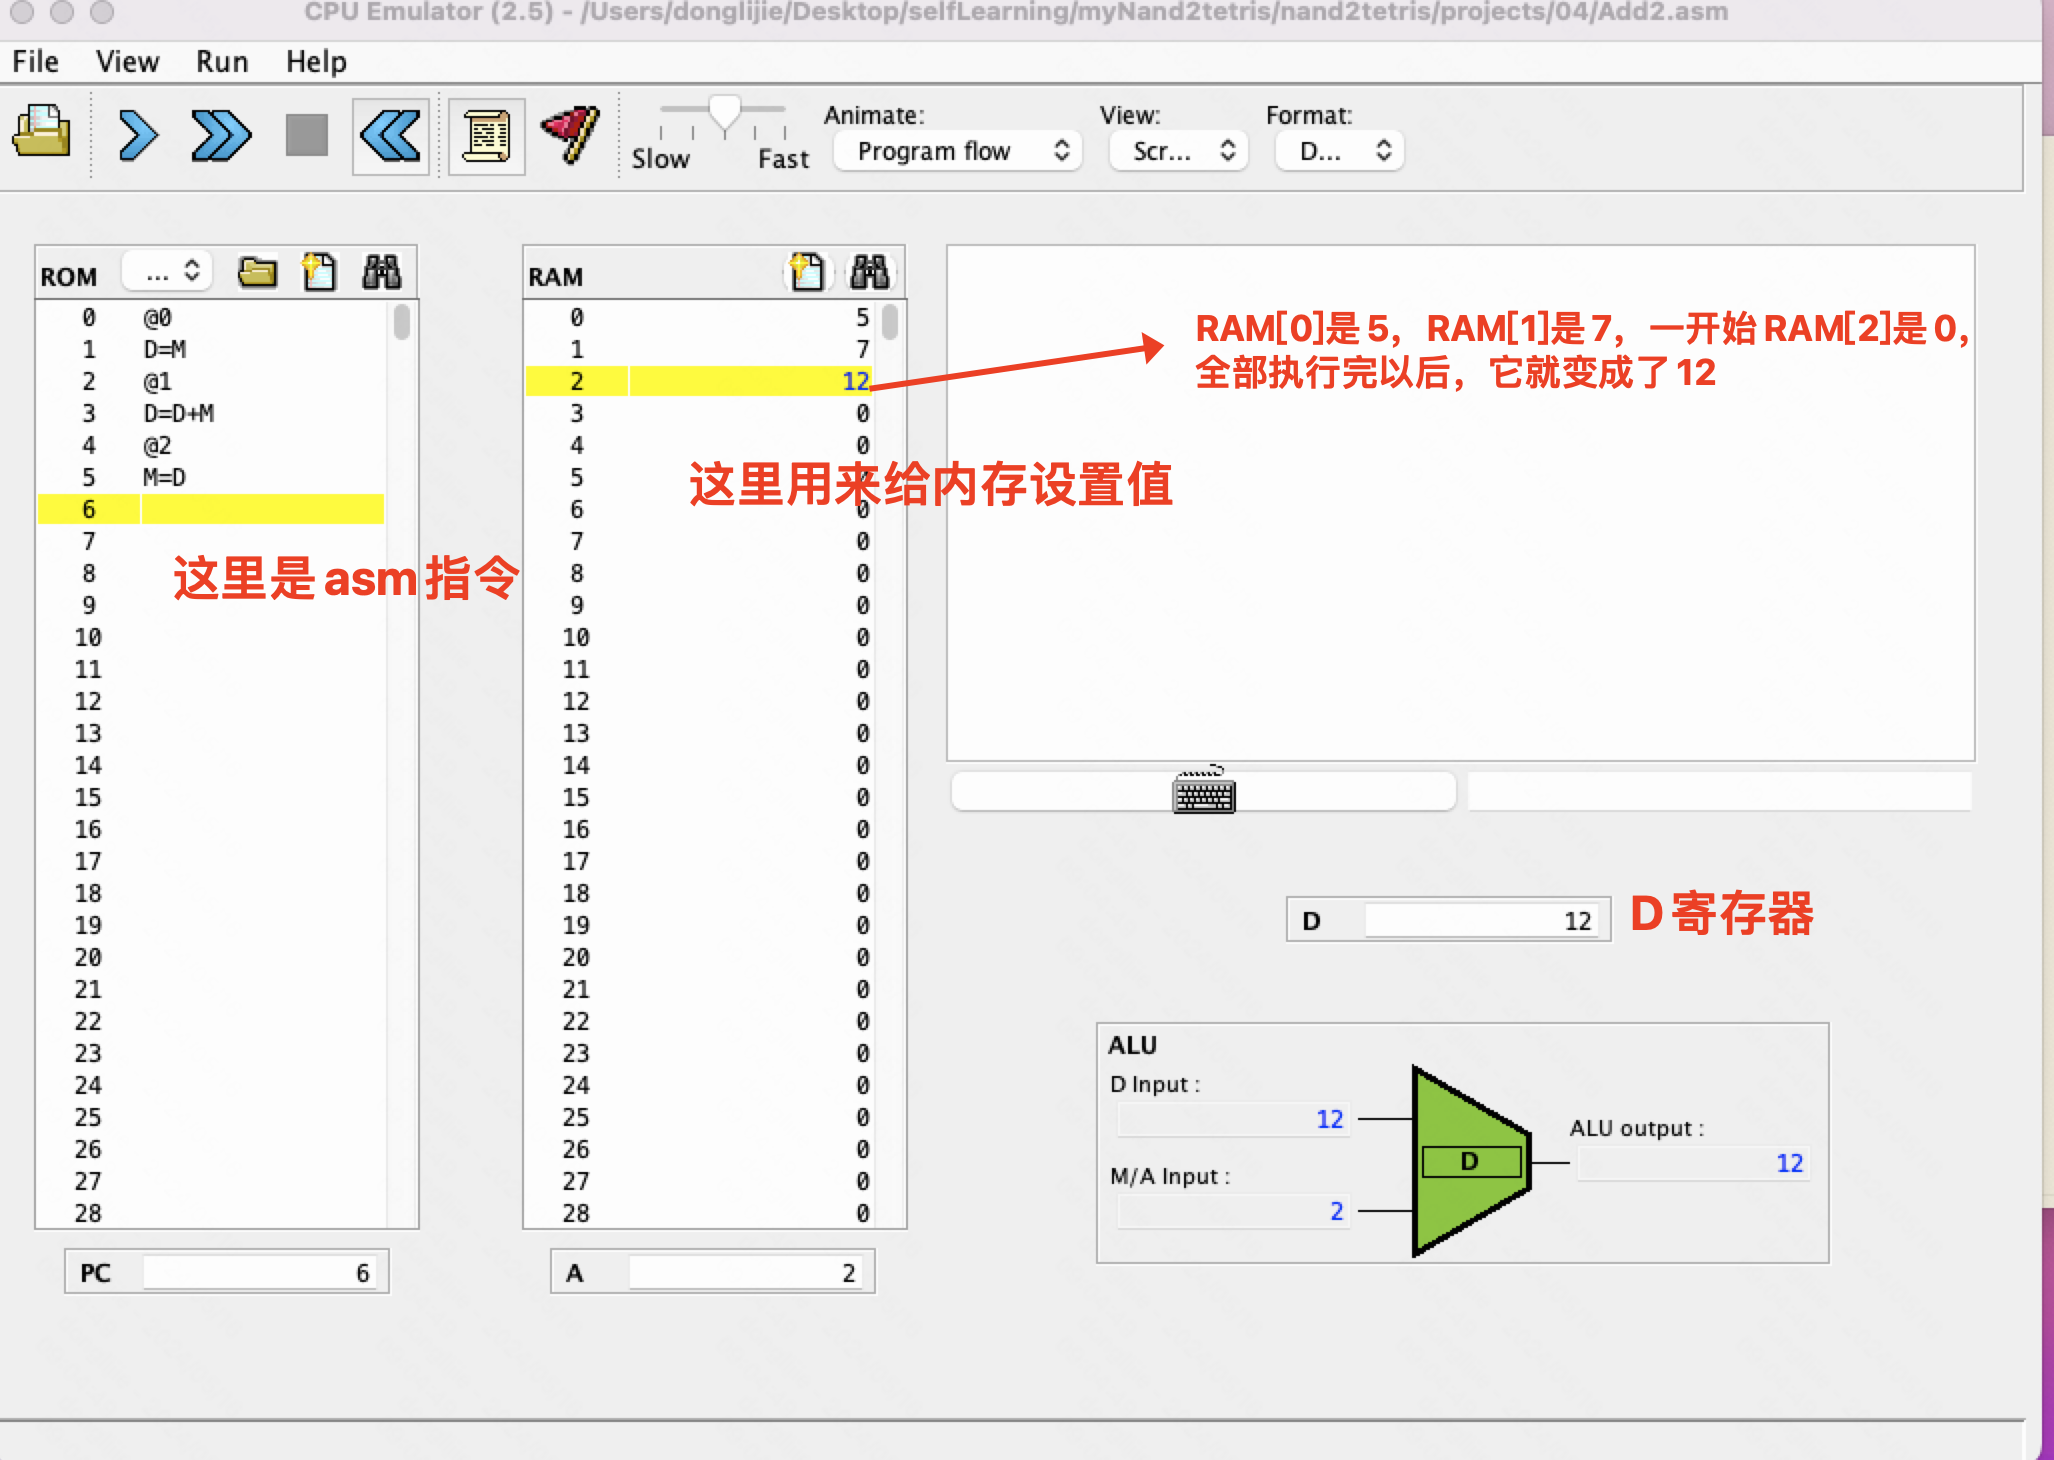 CPU Emulator (2.5) - /Users/donglijie/Desktop/selfLearning/myNand2tetris/nand2tetris/projects/04/Add2.asm
File View Run Help
Animate:
View:
Format:
Slow
Fast
Program flow
Scr...
D...
ROM
...
0 @0
1 D=M
2 @1
3 D=D+M
4 @2
5 M=D
6
7
8
9
10
11
12
13
14
15
16
17
18
19
20
21
22
23
24
25
26
27
28
这里是asm指令
PC 6
RAM
0 5
1 7
2 12
3 0
4 0
5 0
6 0
7 0
8 0
9 0
10 0
11 0
12 0
13 0
14 0
15 0
16 0
17 0
18 0
19 0
20 0
21 0
22 0
23 0
24 0
25 0
26 0
27 0
28 0
这里用来给内存设置值
A 2
RAM[0]是5，RAM[1]是7，一开始RAM[2]是0，
全部执行完以后，它就变成了12
D 12
D寄存器
ALU
D Input :
12
M/A Input :
2
D
ALU output :
12